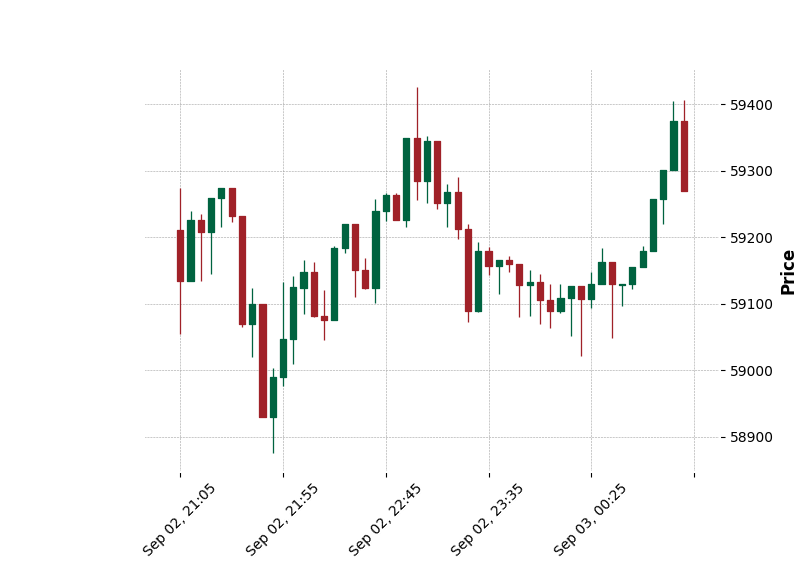 59400
59300
59200
59100
59000
58900
Price
Sep 02, 21:05
Sep 02, 21:55
Sep 02, 22:45
Sep 02, 23:35
Sep 03, 00:25